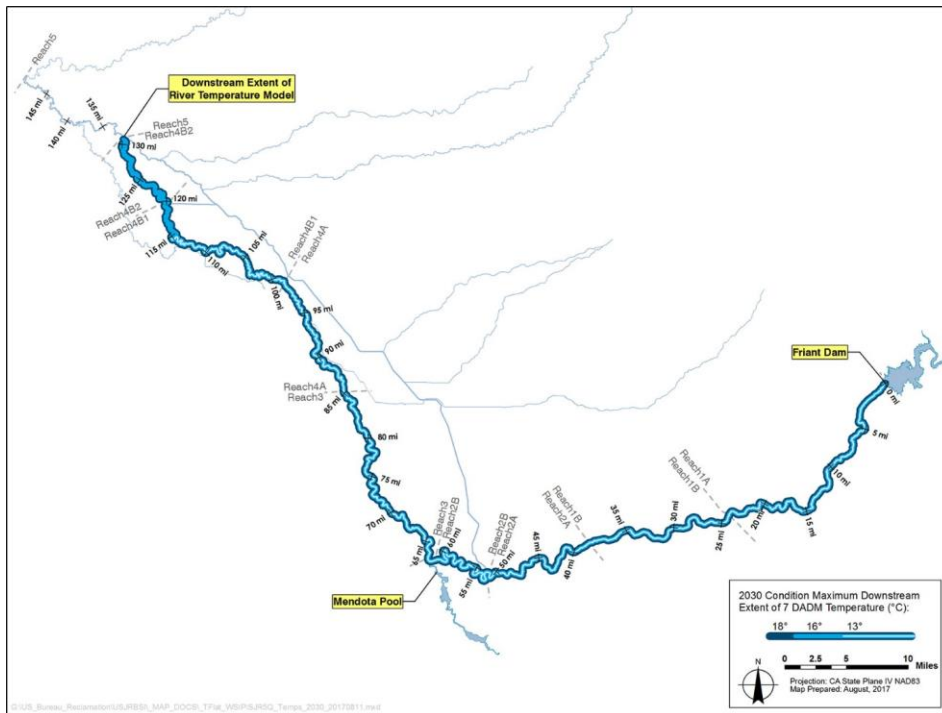 Reach5
145 mi
140 mi
135 mi
Downstream Extent of
River Temperature Model
Reach5
Reach4B2
130 mi
125 mi
120 mi
Reach4B2
Reach4B1
115 mi
110 mi
105 mi
100 mi
Reach4B1
Reach4A
95 mi
90 mi
Reach4A
Reach3
85 mi
80 mi
75 mi
70 mi
65 mi
Reach3
Reach2B
60 mi
Mendota Pool
55 mi
Reach2B
Reach2A
50 mi
45 mi
40 mi
Reach1B
Reach2A
35 mi
30 mi
25 mi
Reach1A
Reach1B
20 mi
15 mi
10 mi
5 mi
0 mi
Friant Dam
2030 Condition Maximum Downstream
Extent of 7 DADM Temperature (°C):
18° 16° 13°
0 2.5 5 10
Miles
N
Projection: CA State Plane IV NAD83
Map Prepared: August, 2017